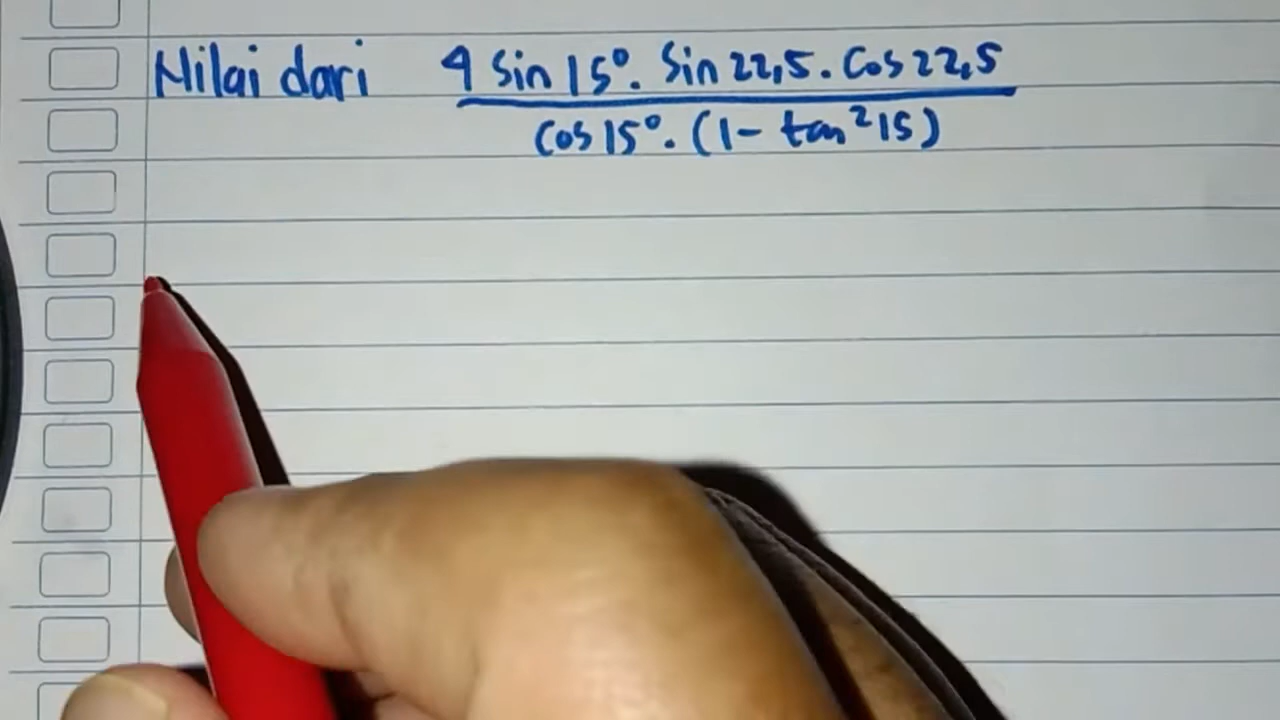 Nilai dari 4 Sin 15°. Sin 22,5. Cos 22,5
Cos 15°. (1 - tan² 15)